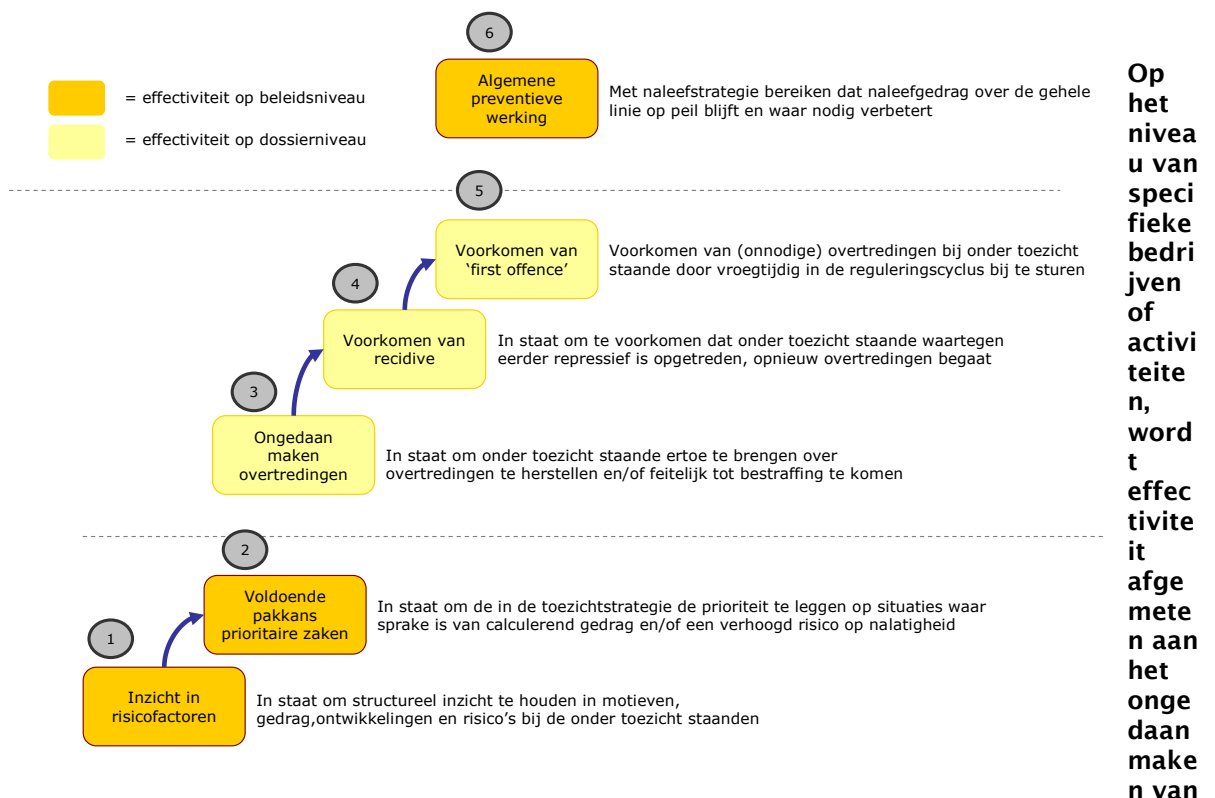 6
Algemene
preventieve
werking
Met naleefstrategie bereiken dat naleefgedrag over de gehele
linie op peil blijft en waar nodig verbetert
= effectiviteit op beleidsniveau
= effectiviteit op dossierniveau
5
Voorkomen van
‘first offence’
Voorkomen van (onnodige) overtredingen bij onder toezicht
staande door vroegtijdig in de reguleringscyclus bij te sturen
4
Voorkomen van
recidive
In staat om te voorkomen dat onder toezicht staande waartegen
eerder repressief is opgetreden, opnieuw overtredingen begaat
3
Ongedaan
maken
overtredingen
In staat om onder toezicht staande ertoe te brengen over
overtredingen te herstellen en/of feitelijk tot bestraffing te komen
2
Voldoende
pakkans
prioritaire zaken
In staat om de in de toezichtstrategie de prioriteit te leggen op situaties waar
sprake is van calculerend gedrag en/of een verhoogd risico op nalatigheid
1
Inzicht in
risicofactoren
In staat om structureel inzicht te houden in motieven,
gedrag,ontwikkelingen en risico’s bij de onder toezicht staanden
Op
het
nivea
u van
speci
fieke
bedri
jven
of
activi
teite
n,
word
t
effec
tivite
it
afge
mete
n aan
het
onge
daan
make
n van